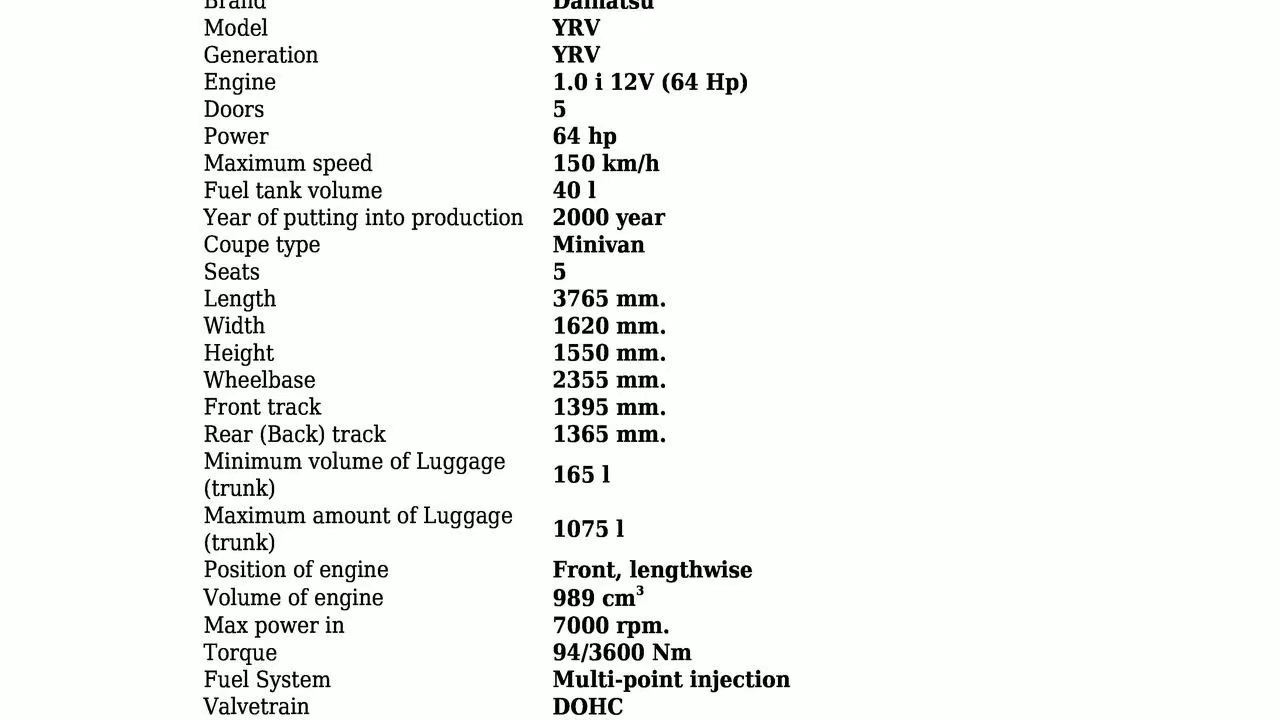 Brand Daihatsu
Model YRV
Generation YRV
Engine 1.0 i 12V (64 Hp)
Doors 5
Power 64 hp
Maximum speed 150 km/h
Fuel tank volume 40 l
Year of putting into production 2000 year
Coupe type Minivan
Seats 5
Length 3765 mm.
Width 1620 mm.
Height 1550 mm.
Wheelbase 2355 mm.
Front track 1395 mm.
Rear (Back) track 1365 mm.
Minimum volume of Luggage
(trunk) 165 l
Maximum amount of Luggage
(trunk) 1075 l
Position of engine Front, lengthwise
Volume of engine 989 cm³
Max power in 7000 rpm.
Torque 94/3600 Nm
Fuel System Multi-point injection
Valvetrain DOHC